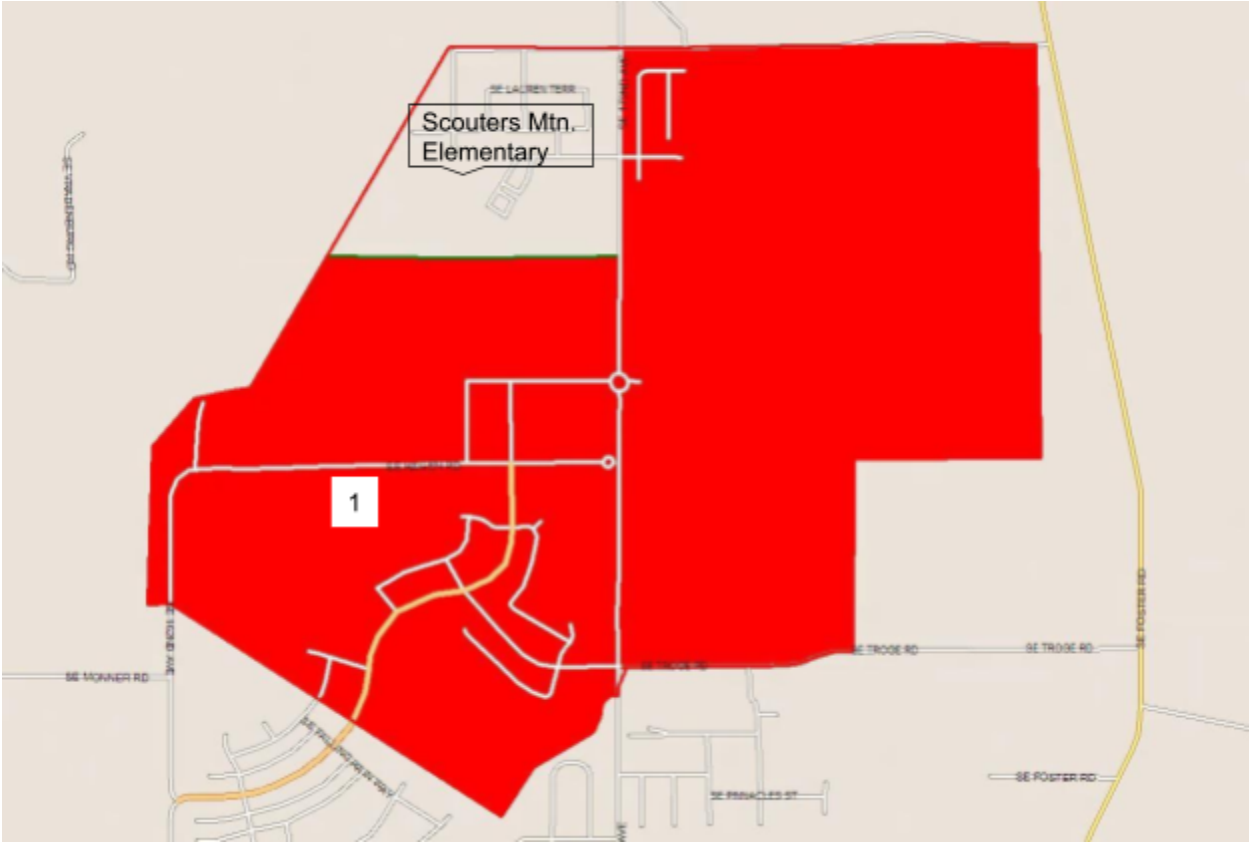 SE LAUREN TERR
Scouters Mtn.
Elementary
1
SE MONNER RD
SE TROGE RD
SE TROGE RD
SE TROGE RD
SE FOSTER RD
SE FOSTER RD
SE PINNACLES ST
AVE